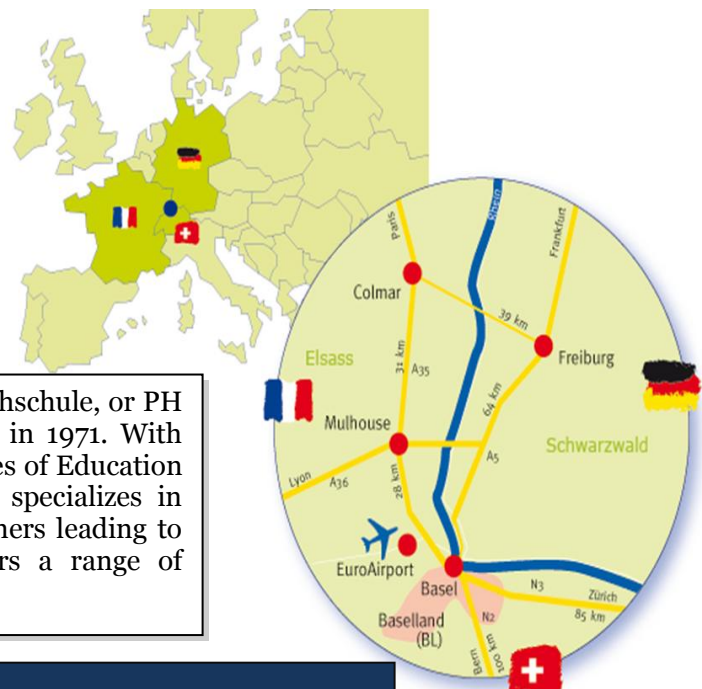 Paris
Rhein
Frankfurt
Colmar
39 km
Elsass
31 km
A35
Freiburg
64 km
Mulhouse
Schwarzwald
A5
Lyon
A36
28 km
EuroAirport
Basel
N3
Zürich
85 km
Baselland
(BL)
N2
Bern
100 km
hschule, or PH
in 1971. With
es of Education
specializes in
ners leading to
rs a range of